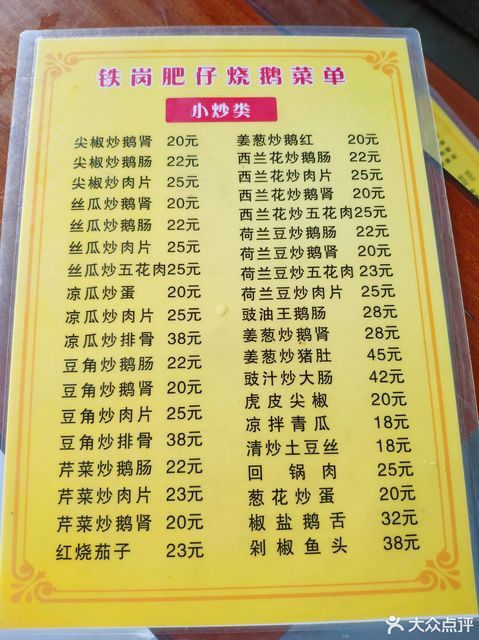 铁岗肥仔烧鹅菜单
小炒类
尖椒炒鹅肾 20元
尖椒炒鹅肠 22元
尖椒炒肉片 25元
丝瓜炒鹅肾 20元
丝瓜炒鹅肠 22元
丝瓜炒肉片 25元
丝瓜炒五花肉 25元
凉瓜炒蛋 20元
凉瓜炒肉片 25元
凉瓜炒排骨 38元
豆角炒鹅肠 22元
豆角炒鹅肾 20元
豆角炒肉片 25元
豆角炒排骨 38元
芹菜炒鹅肠 22元
芹菜炒肉片 23元
芹菜炒鹅肾 20元
红烧茄子 23元
姜葱炒鹅红 20元
西兰花炒鹅肠 22元
西兰花炒肉片 25元
西兰花炒鹅肾 20元
西兰花炒五花肉 25元
荷兰豆炒鹅肠 22元
荷兰豆炒鹅肾 20元
荷兰豆炒五花肉 23元
荷兰豆炒肉片 25元
豉油王鹅肠 28元
姜葱炒鹅肾 28元
姜葱炒猪肚 45元
豉汁炒大肠 42元
虎皮尖椒 20元
凉拌青瓜 18元
清炒土豆丝 18元
回锅肉 25元
葱花炒蛋 20元
椒盐鹅舌 32元
剁椒鱼头 38元
大众点评